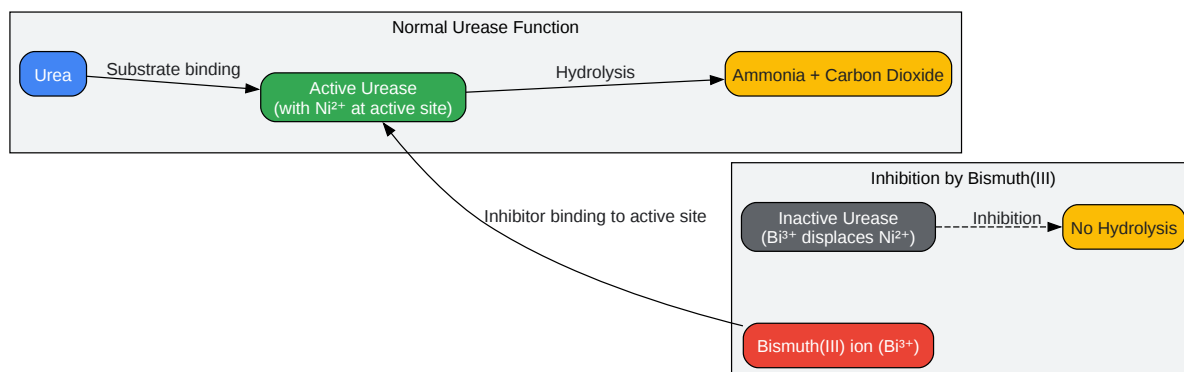 Normal Urease Function
Urea
Substrate binding
Active Urease
(with Ni²⁺ at active site)
Hydrolysis
Ammonia + Carbon Dioxide
Inhibitor binding to active site
Inhibition by Bismuth(III)
Inactive Urease
(Bi³⁺ displaces Ni²⁺)
Inhibition
No Hydrolysis
Bismuth(III) ion (Bi³⁺)